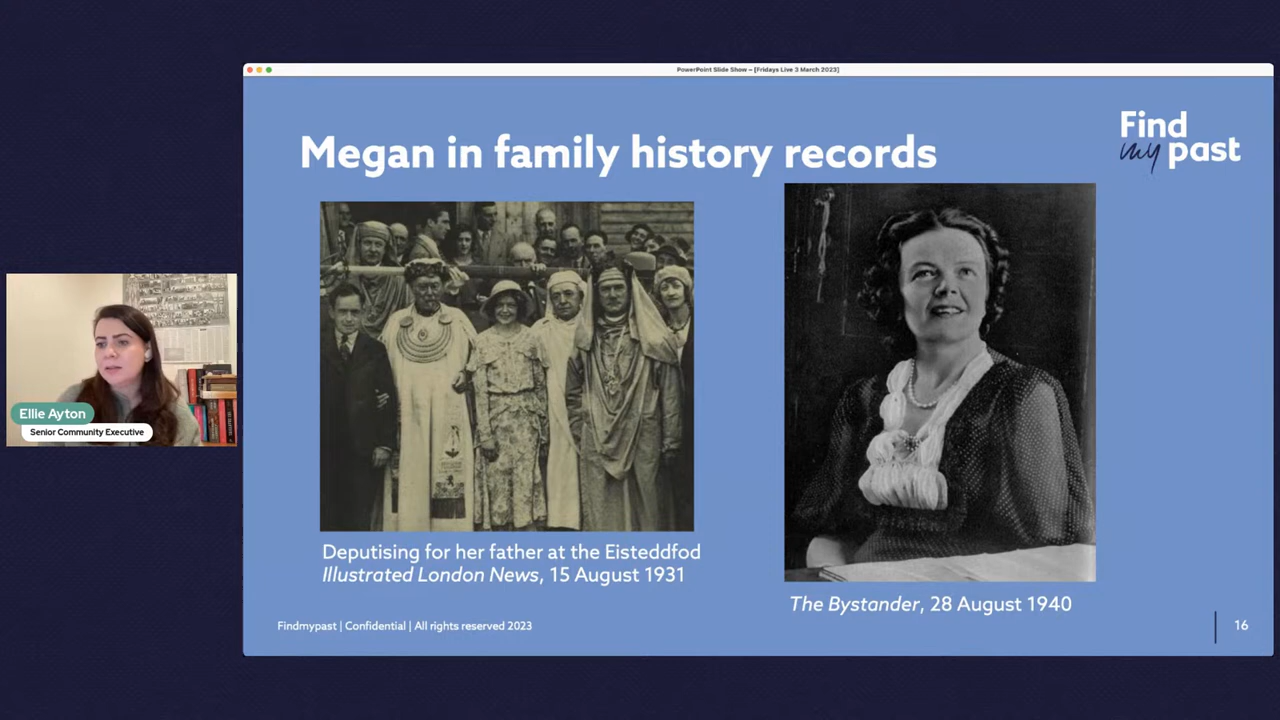 PowerPoint Slide Show – [Fridays Live 3 March 2023]
Find
my past
Megan in family history records
Deputising for her father at the Eisteddfod
Illustrated London News, 15 August 1931
The Bystander, 28 August 1940
Findmypast | Confidential | All rights reserved 2023
16
Ellie Ayton
Senior Community Executive